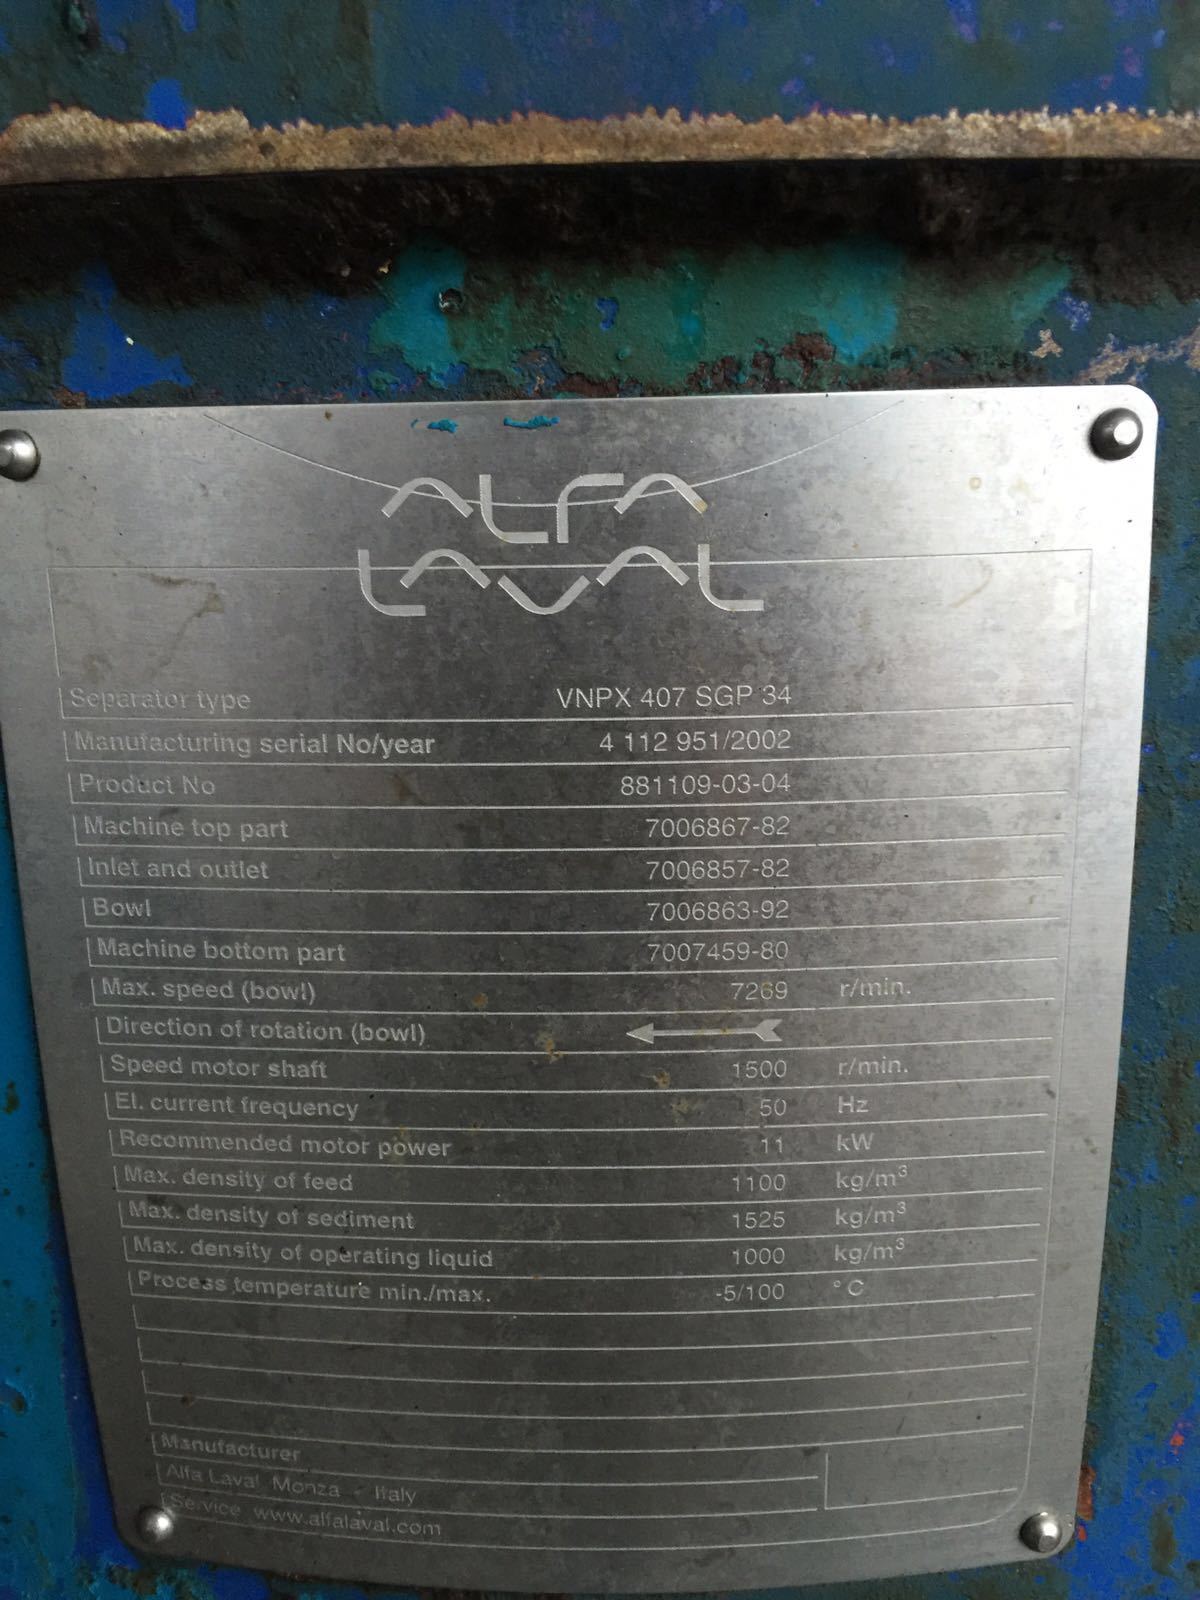 ALFA
LAVAL
Separator type VNPX 407 SGP 34
Manufacturing serial No/year 4 112 951/2002
Product No 881109-03-04
Machine top part 7006867-82
Inlet and outlet 7006857-82
Bowl 7006863-92
Machine bottom part 7007459-80
Max. speed (bowl) 7269 r/min.
Direction of rotation (bowl)
Speed motor shaft 1500 r/min.
El. current frequency 50 Hz
Recommended motor power 11 kW
Max. density of feed 1100 kg/m³
Max. density of sediment 1525 kg/m³
Max. density of operating liquid 1000 kg/m³
Process temperature min./max. -5/100 °C
Manufacturer
Alfa Laval Monza - Italy
Service www.alfalaval.com